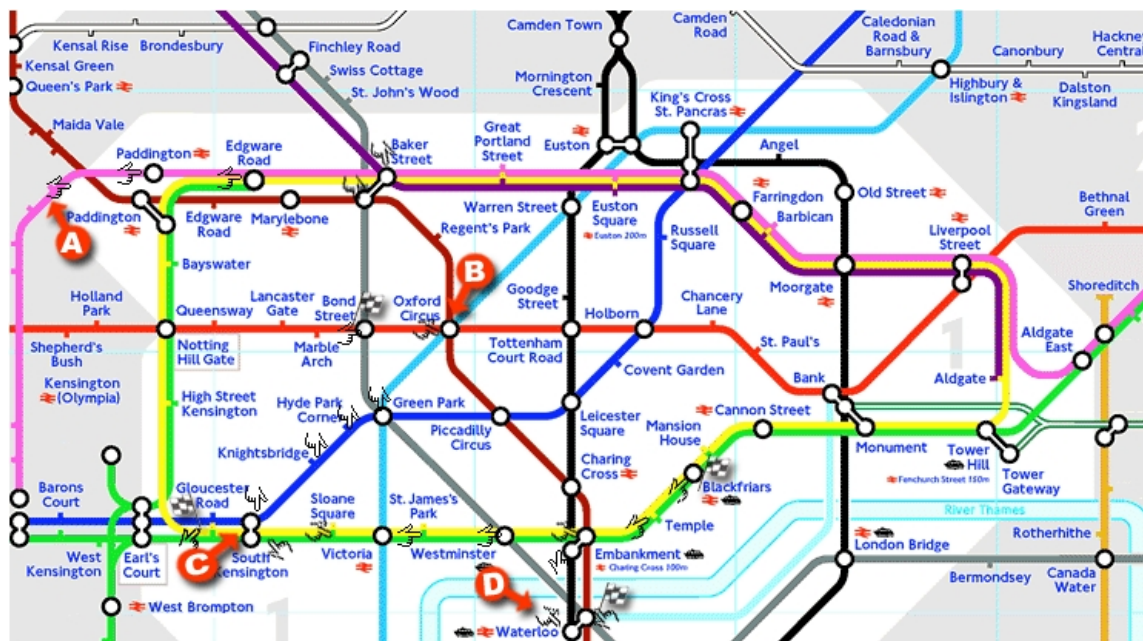 Kensal Rise
Brondesbury
Kensal Green
Queen's Park
Maida Vale
Finchley Road
Swiss Cottage
St. John's Wood
Camden Town
Mornington
Crescent
Camden
Road
Caledonian
Road &
Barnsbury
Canonbury
Hackney
Central
Highbury &
Islington
Dalston
Kingsland
Paddington
Edgware
Road
Baker
Street
Great
Portland
Street
Euston
King's Cross
St. Pancras
Angel
Old Street
Bethnal
Green
Paddington
Edgware
Road
Marylebone
Regent's Park
Warren Street
Euston
Square
Euston 200m
Farringdon
Barbican
Russell
Square
Liverpool
Street
Moorgate
A
B
Bayswater
Holland
Park
Queensway
Lancaster
Gate
Bond
Street
Oxford
Circus
Goodge
Street
Holborn
Chancery
Lane
Shoreditch
1
Shepherd's
Bush
Notting
Hill Gate
Marble
Arch
Tottenham
Court Road
St. Paul's
Aldgate
East
Kensington
(Olympia)
Covent Garden
Bank
Aldgate
High Street
Kensington
Hyde Park
Corner
Green Park
Piccadilly
Circus
Leicester
Square
Mansion
House
Cannon Street
Monument
Knightsbridge
Charing
Cross
Tower
Hill
Fenchurch Street 150m
Tower
Gateway
Barons
Court
Gloucester
Road
Sloane
Square
St. James's
Park
Blackfriars
Temple
River Thames
West
Kensington
Earl's
Court
C
South
Kensington
Victoria
Westminster
Embankment
Charing Cross 100m
London Bridge
Rotherhithe
Bermondsey
Canada
Water
West Brompton
1
D
Waterloo